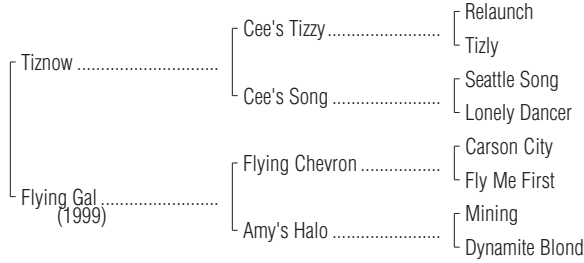 Relaunch
Cee's Tizzy
Tizly
Tiznow
Seattle Song
Cee's Song
Lonely Dancer
Carson City
Flying Chevron
Fly Me First
Flying Gal
(1999)
Mining
Amy's Halo
Dynamite Blond